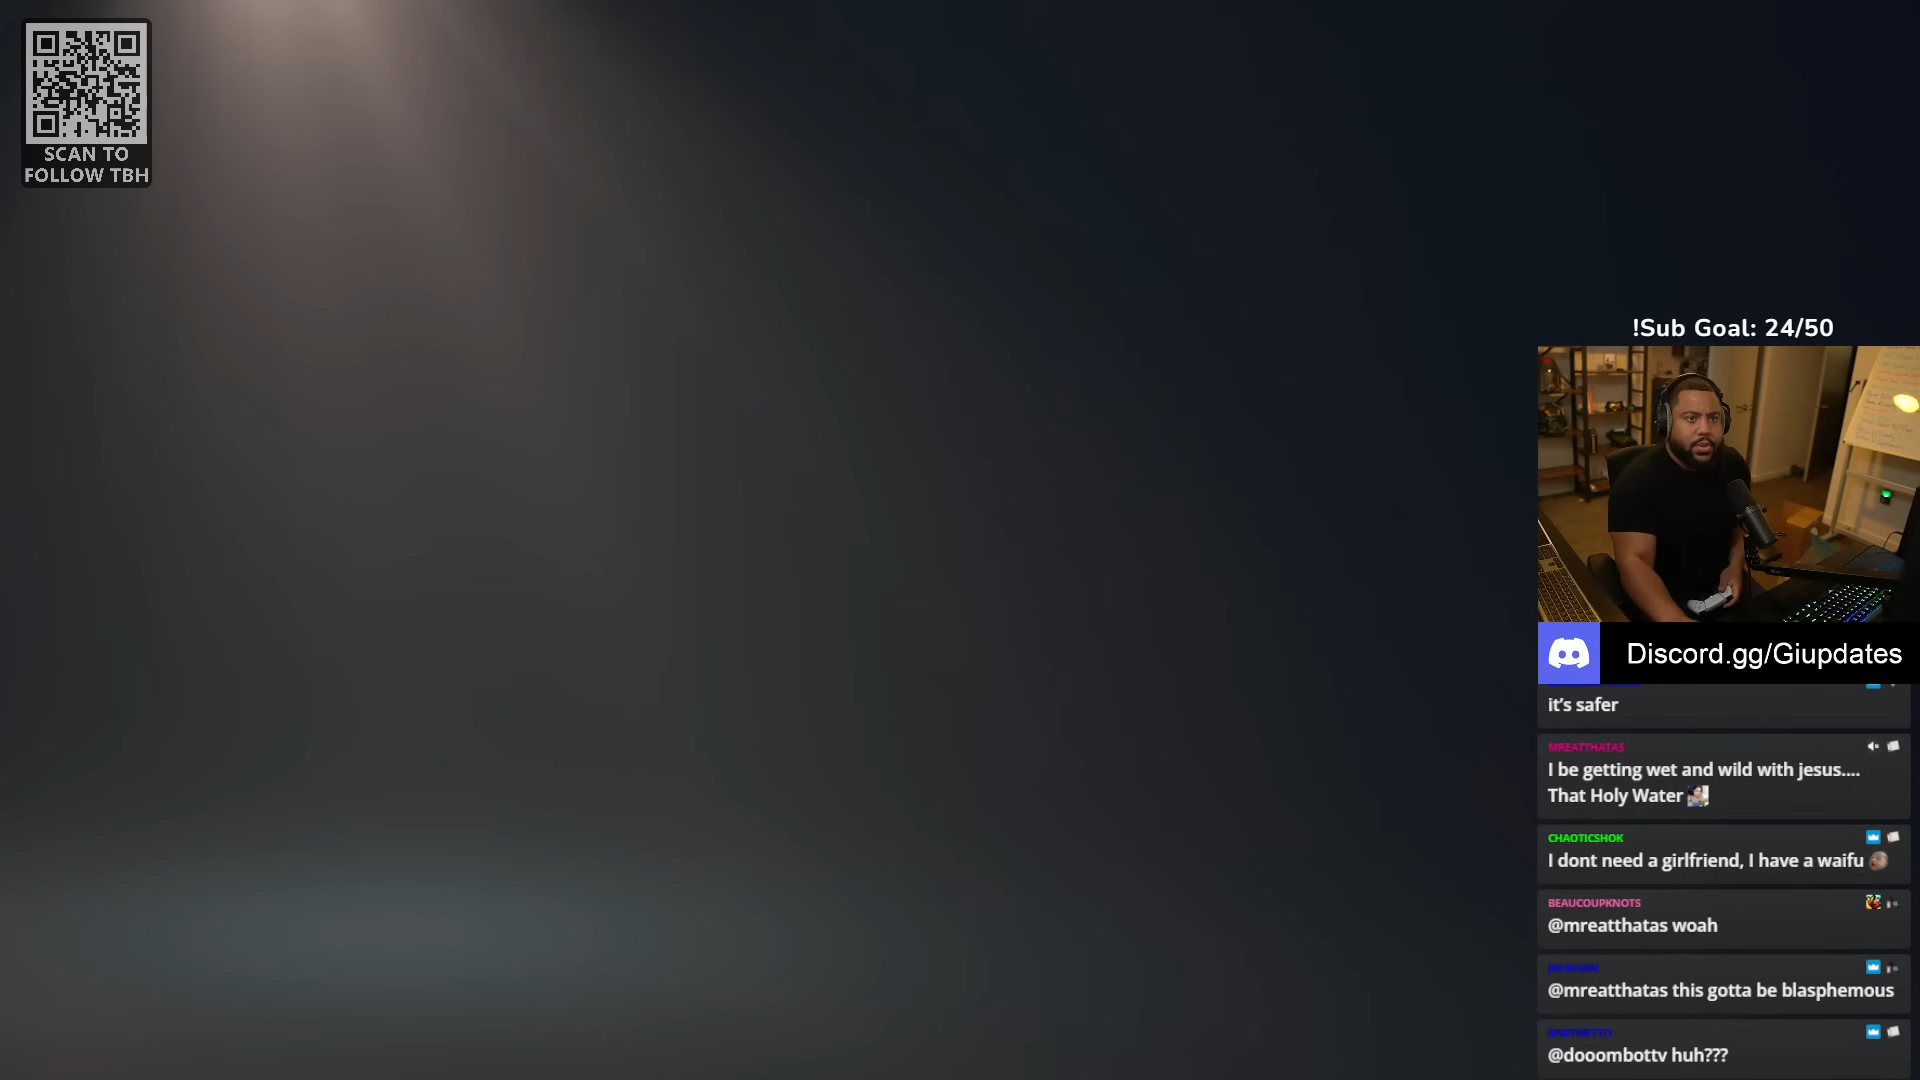 SCAN TO
FOLLOW TBH
!Sub Goal: 24/50
Discord.gg/Giupdates
it's safer
MREATTHATAS
I be getting wet and wild with jesus....
That Holy Water
CHAOTICSHOK
I dont need a girlfriend, I have a waifu
BEAUCOUPKNOTS
@mreatthatas woah
@mreatthatas this gotta be blasphemous
@dooombottv huh???